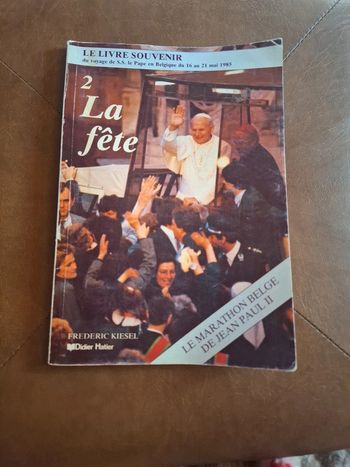 LE LIVRE SOUVENIR
du voyage de S.S. le Pape en Belgique du 16 au 21 mai 1985
2
La
fête
LE MARATHON BELGE
DE JEAN PAUL II
FREDERIC KIESEL
Didier Hatier